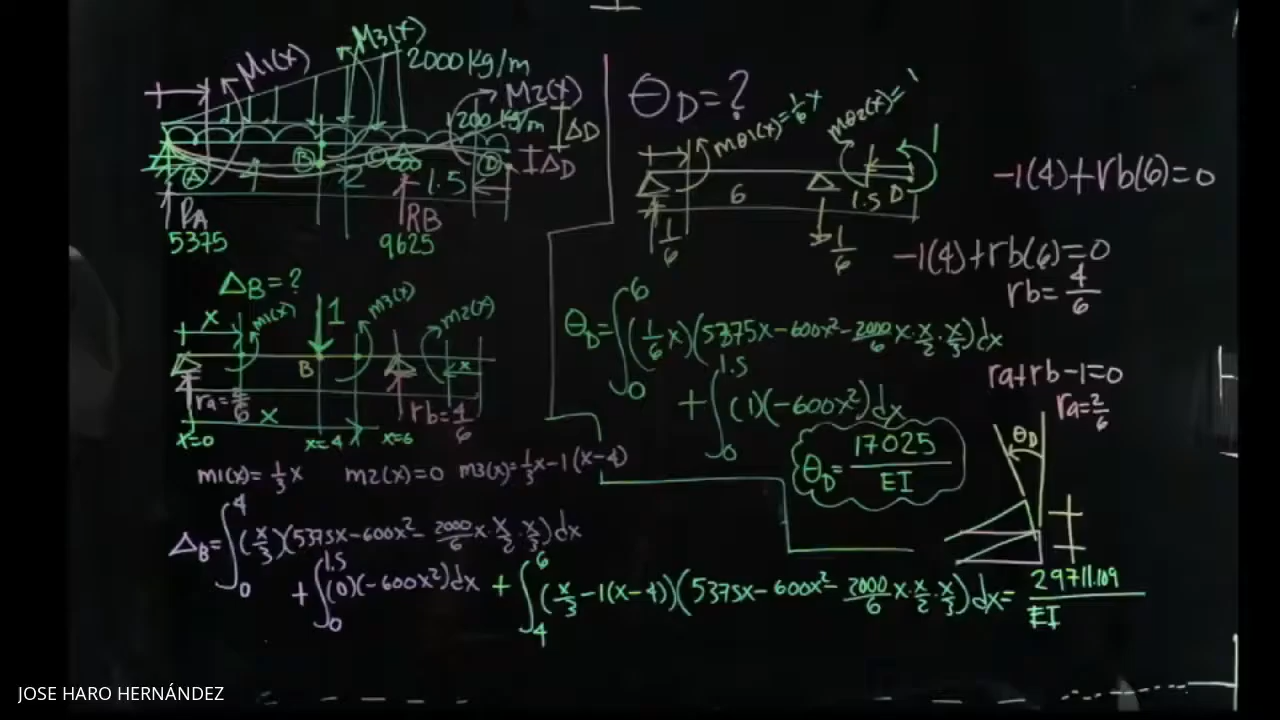 M1(x)
M3(x)
2000 Kg/m
M2(x)
1200 Kg/m
ΔD
ΔD
A
4
B
2
C
1.5
D
RA
RB
5375
9625
ΔB=?
x
m1(x)
1
m3(x)
m2(x)
B
x
ra=2/6
x
rb=4/6
x=0
x=4
x=6
m1(x)=1/3 x
m2(x)=0
m3(x)=1/3 x-1(x-4)
ΔB=∫₀⁴(x/3)(5375x-600x²-2000/6 x·x/2·x/3)dx
+∫₀^1.5(0)(-600x²)dx
+∫₄⁶(x/3-1(x-4))(5375x-600x²-2000/6 x·x/2·x/3)dx=29711.109/EI
ΘD=?
mθ1(x)=1/6 x
mθ2(x)=1
1
6
1.5
D
1/6
1/6
θD=∫₀⁶(1/6 x)(5375x-600x²-2000/6 x·x/2·x/3)dx
+∫₀^1.5(1)(-600x²)dx
θD=17025/EI
-1(4)+rb(6)=0
-1(4)+rb(6)=0
rb=4/6
ra+rb-1=0
ra=2/6
θD
JOSE HARO HERNÁNDEZ